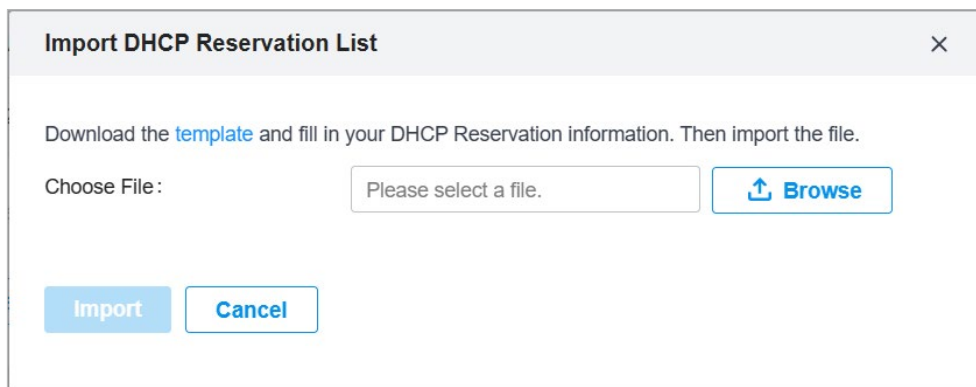 Import DHCP Reservation List
Download the template and fill in your DHCP Reservation information. Then import the file.
Choose File: Please select a file. Browse
Import Cancel